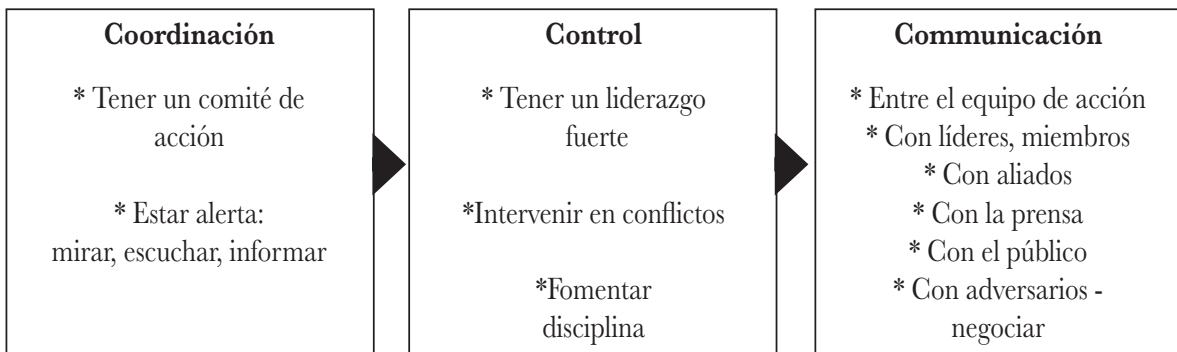 Coordinación
* Tener un comité de
acción
* Estar alerta:
mirar, escuchar, informar
Control
* Tener un liderazgo
fuerte
*Intervenir en conflictos
*Fomentar
disciplina
Communicación
* Entre el equipo de acción
* Con líderes, miembros
* Con aliados
* Con la prensa
* Con el público
* Con adversarios -
negociar